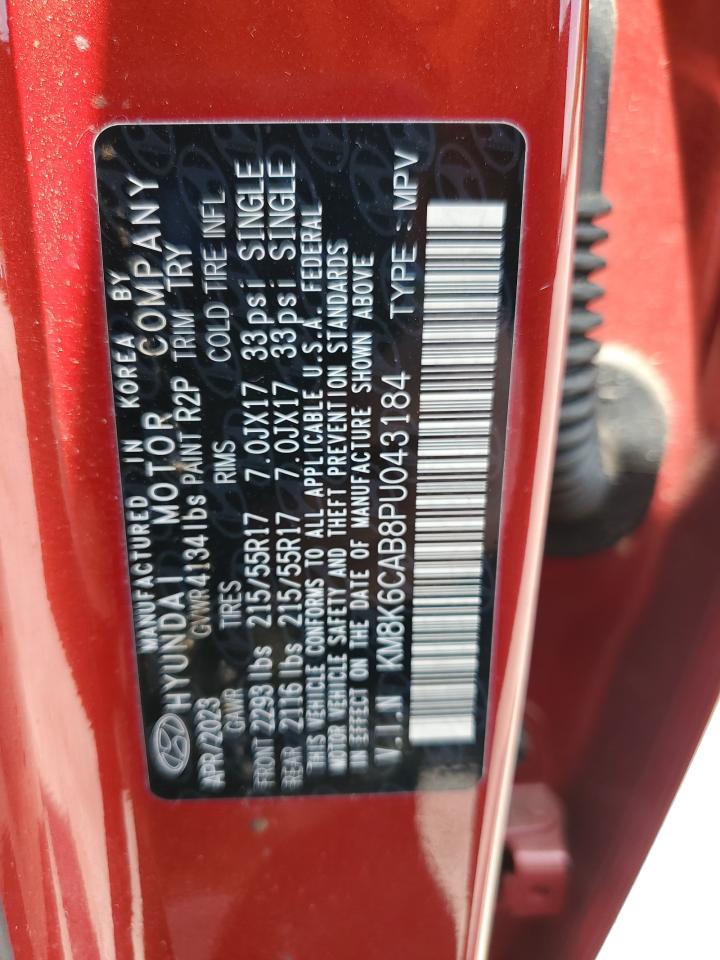 MANUFACTURED IN KOREA BY
HYUNDAI MOTOR COMPANY
APR/2023 GVWR 4134 lbs PAINT R2P TRIM TRY
GAWR TIRES RIMS COLD TIRE INFL.
FRONT 2293 lbs 215/55R17 7.0JX17 33psi SINGLE
REAR 2116 lbs 215/55R17 7.0JX17 33psi SINGLE
THIS VEHICLE CONFORMS TO ALL APPLICABLE U.S.A. FEDERAL
MOTOR VEHICLE SAFETY AND THEFT PREVENTION STANDARDS
IN EFFECT ON THE DATE OF MANUFACTURE SHOWN ABOVE
V.I.N KM8K6CAB8PU043184 TYPE : MPV